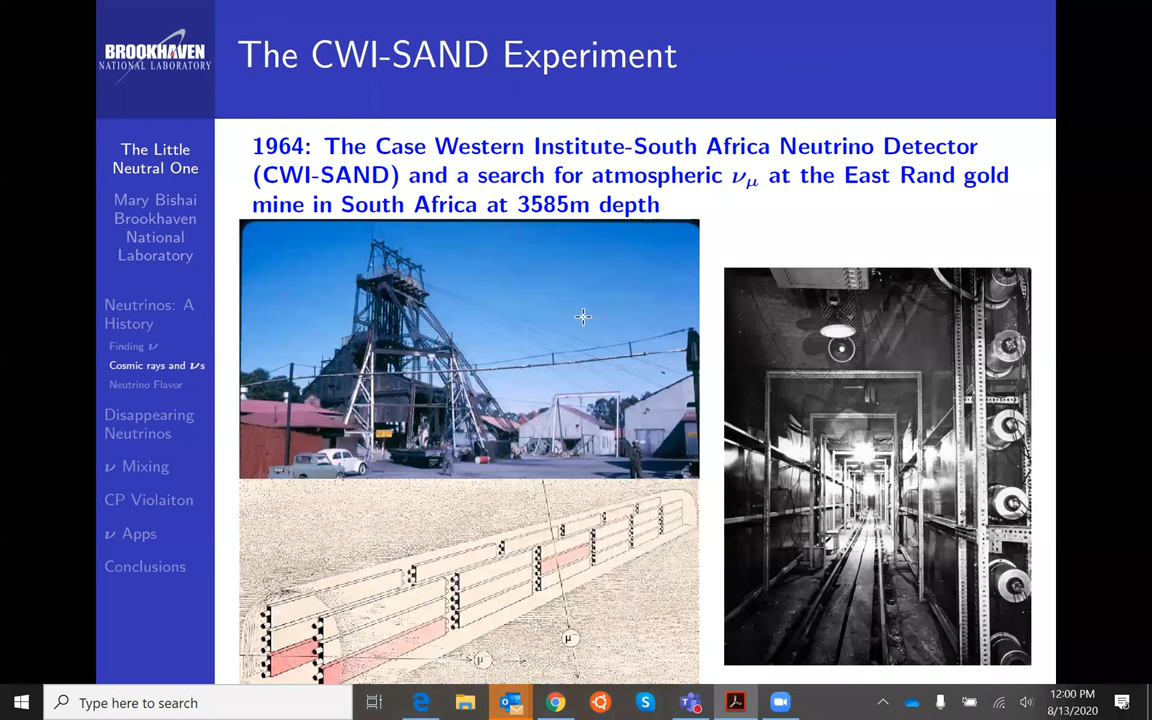 BROOKHAVEN
NATIONAL LABORATORY
The CWI-SAND Experiment
The Little
Neutral One
Mary Bishai
Brookhaven
National
Laboratory
Neutrinos: A
History
Finding ν
Cosmic rays and νs
Neutrino Flavor
Disappearing
Neutrinos
ν Mixing
CP Violaiton
ν Apps
Conclusions
1964: The Case Western Institute-South Africa Neutrino Detector
(CWI-SAND) and a search for atmospheric νμ at the East Rand gold
mine in South Africa at 3585m depth
μ
μ
Type here to search
12:00 PM
8/13/2020